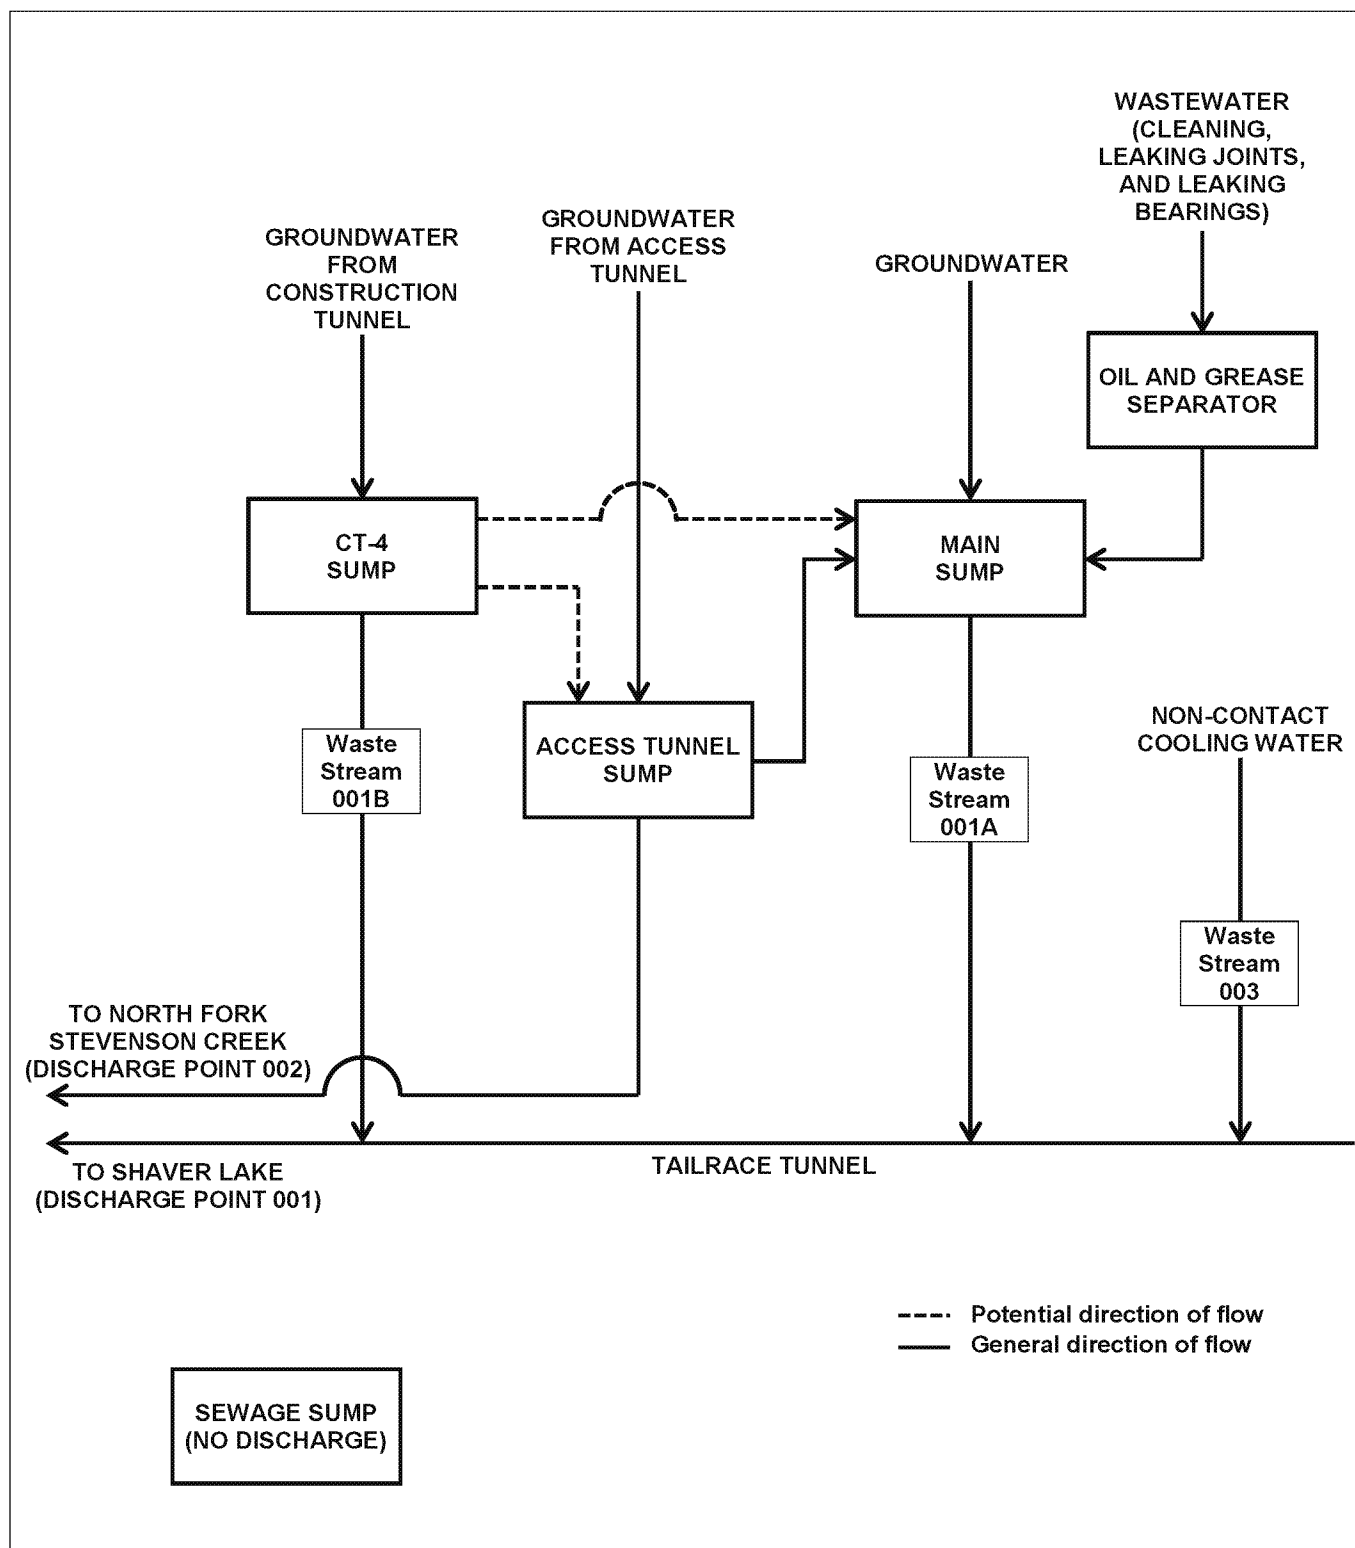 WASTEWATER
(CLEANING,
LEAKING JOINTS,
AND LEAKING
BEARINGS)
GROUNDWATER
FROM ACCESS
TUNNEL
GROUNDWATER
FROM
CONSTRUCTION
TUNNEL
GROUNDWATER
OIL AND GREASE
SEPARATOR
CT-4
SUMP
MAIN
SUMP
ACCESS TUNNEL
SUMP
NON-CONTACT
COOLING WATER
Waste
Stream
001B
Waste
Stream
001A
Waste
Stream
003
TO NORTH FORK
STEVENSON CREEK
(DISCHARGE POINT 002)
TAILRACE TUNNEL
TO SHAVER LAKE
(DISCHARGE POINT 001)
Potential direction of flow
General direction of flow
SEWAGE SUMP
(NO DISCHARGE)